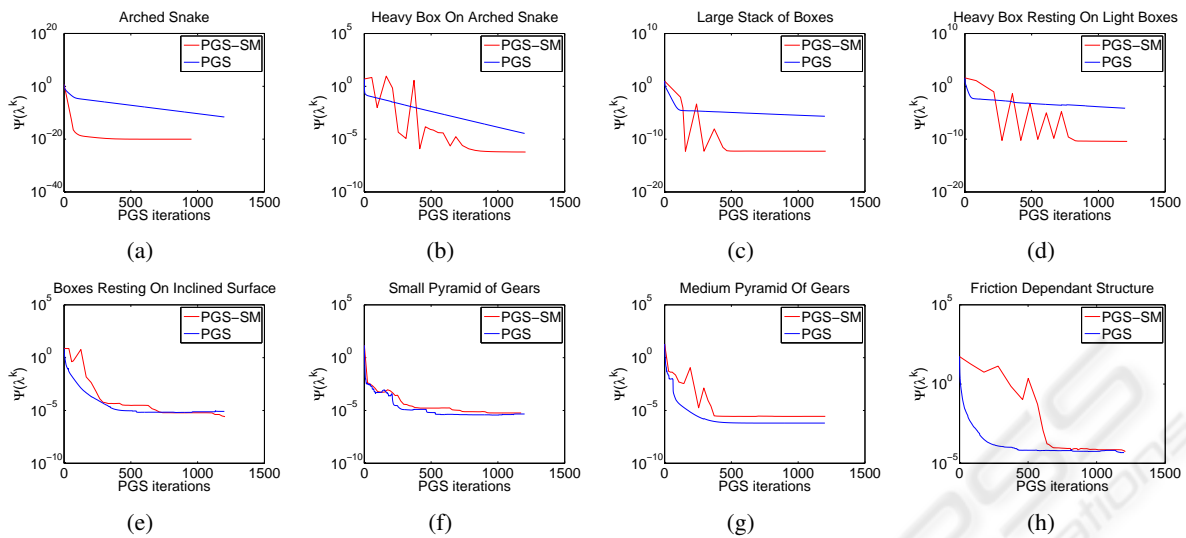 Arched Snake
Heavy Box On Arched Snake
Large Stack of Boxes
Heavy Box Resting On Light Boxes
10^20
10^0
10^−20
10^−40
Ψ(λ^k)
PGS−SM
PGS
0 500 1000 1500
PGS iterations
10^5
10^0
10^−5
10^−10
Ψ(λ^k)
PGS−SM
PGS
0 500 1000 1500
PGS iterations
10^10
10^0
10^−10
10^−20
Ψ(λ^k)
PGS−SM
PGS
0 500 1000 1500
PGS iterations
10^10
10^0
10^−10
10^−20
Ψ(λ^k)
PGS−SM
PGS
0 500 1000 1500
PGS iterations
(a) (b) (c) (d)
Boxes Resting On Inclined Surface
Small Pyramid of Gears
Medium Pyramid Of Gears
Friction Dependant Structure
10^5
10^0
10^−5
10^−10
Ψ(λ^k)
PGS−SM
PGS
0 500 1000 1500
PGS iterations
10^5
10^0
10^−5
10^−10
Ψ(λ^k)
PGS−SM
PGS
0 500 1000 1500
PGS iterations
10^5
10^0
10^−5
10^−10
Ψ(λ^k)
PGS−SM
PGS
0 500 1000 1500
PGS iterations
10^5
10^0
10^−5
Ψ(λ^k)
PGS−SM
PGS
0 500 1000 1500
PGS iterations
(e) (f) (g) (h)